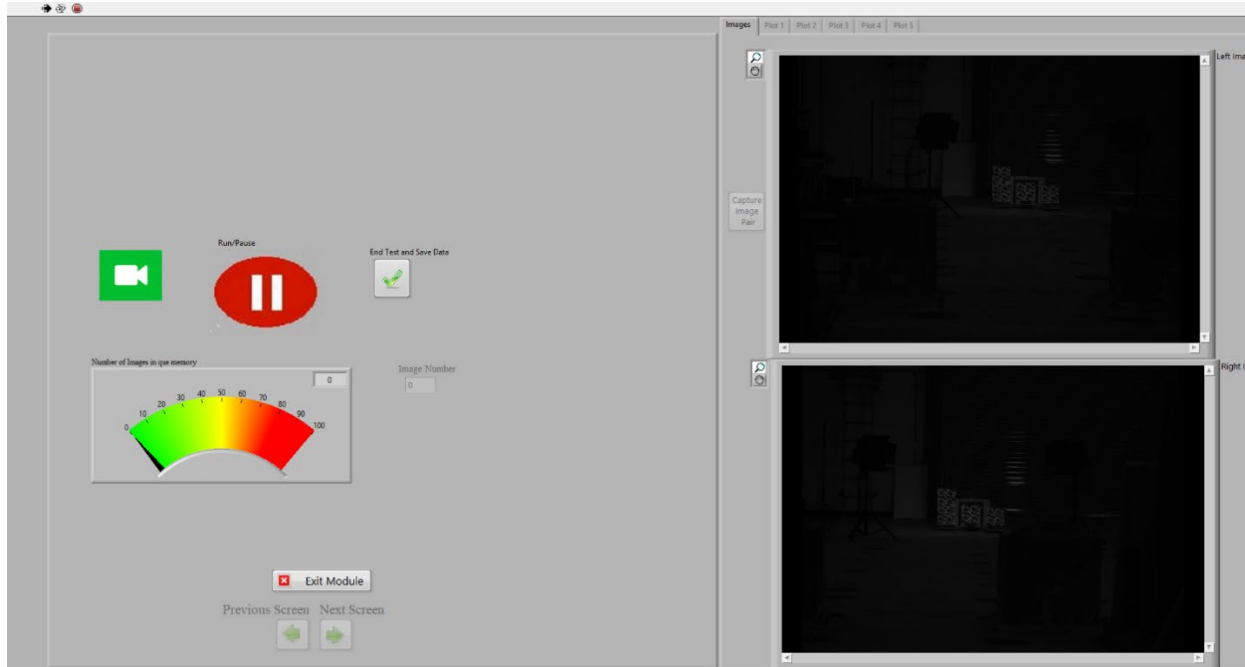 Images Plot 1 Plot 2 Plot 3 Plot 4 Plot 5
Left Ima
Capture
Image
Pair
Run/Pause
End Test and Save Data
Number of Images in que memory
0
0 10 20 30 40 50 60 70 80 90 100
Image Number
0
Right I
Exit Module
Previous Screen Next Screen